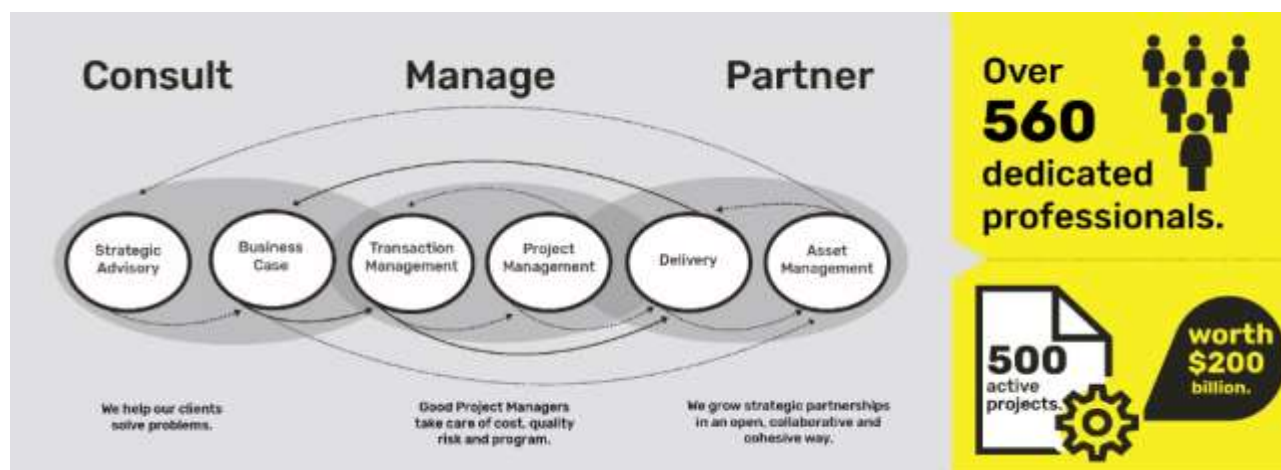 Consult
Manage
Partner
Strategic
Advisory
Business
Case
Transaction
Management
Project
Management
Delivery
Asset
Management
We help our clients
solve problems.
Good Project Managers
take care of cost, quality
risk and program.
We grow strategic partnerships
in an open, collaborative and
cohesive way.
Over
560
dedicated
professionals.
500
active
projects.
worth
$200
billion.